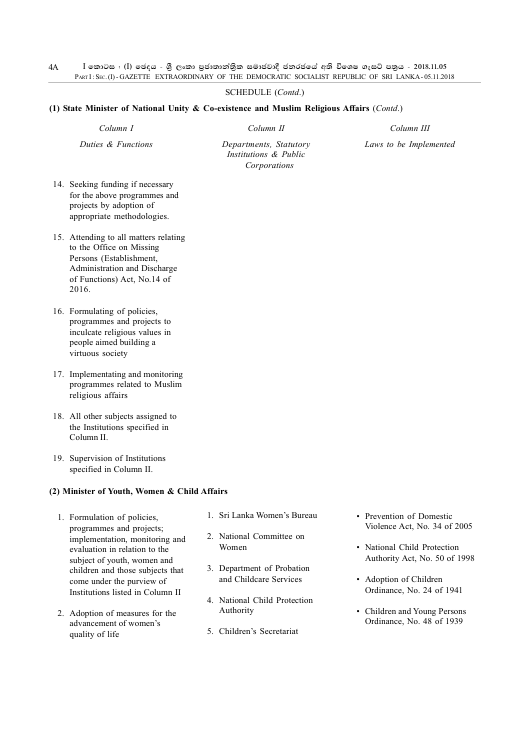 4A
I කොටස : (I) ඡෙදය - ශ්‍රී ලංකා ප්‍රජාතාන්ත්‍රික සමාජවාදී ජනරජයේ අති විශෙෂ ගැසට් පත්‍රය - 2018.11.05
PART I : SEC. (I) - GAZETTE EXTRAORDINARY OF THE DEMOCRATIC SOCIALIST REPUBLIC OF SRI LANKA - 05.11.2018
SCHEDULE (Contd.)
(1) State Minister of National Unity & Co-existence and Muslim Religious Affairs (Contd.)
Column I
Duties & Functions
Column II
Departments, Statutory
Institutions & Public
Corporations
Column III
Laws to be Implemented
14. Seeking funding if necessary
for the above programmes and
projects by adoption of
appropriate methodologies.
15. Attending to all matters relating
to the Office on Missing
Persons (Establishment,
Administration and Discharge
of Functions) Act, No.14 of
2016.
16. Formulating of policies,
programmes and projects to
inculcate religious values in
people aimed building a
virtuous society
17. Implementating and monitoring
programmes related to Muslim
religious affairs
18. All other subjects assigned to
the Institutions specified in
Column II.
19. Supervision of Institutions
specified in Column II.
(2) Minister of Youth, Women & Child Affairs
1. Formulation of policies,
programmes and projects;
implementation, monitoring and
evaluation in relation to the
subject of youth, women and
children and those subjects that
come under the purview of
Institutions listed in Column II
2. Adoption of measures for the
advancement of women's
quality of life
1. Sri Lanka Women's Bureau
2. National Committee on
Women
3. Department of Probation
and Childcare Services
4. National Child Protection
Authority
5. Children's Secretariat
• Prevention of Domestic
Violence Act, No. 34 of 2005
• National Child Protection
Authority Act, No. 50 of 1998
• Adoption of Children
Ordinance, No. 24 of 1941
• Children and Young Persons
Ordinance, No. 48 of 1939